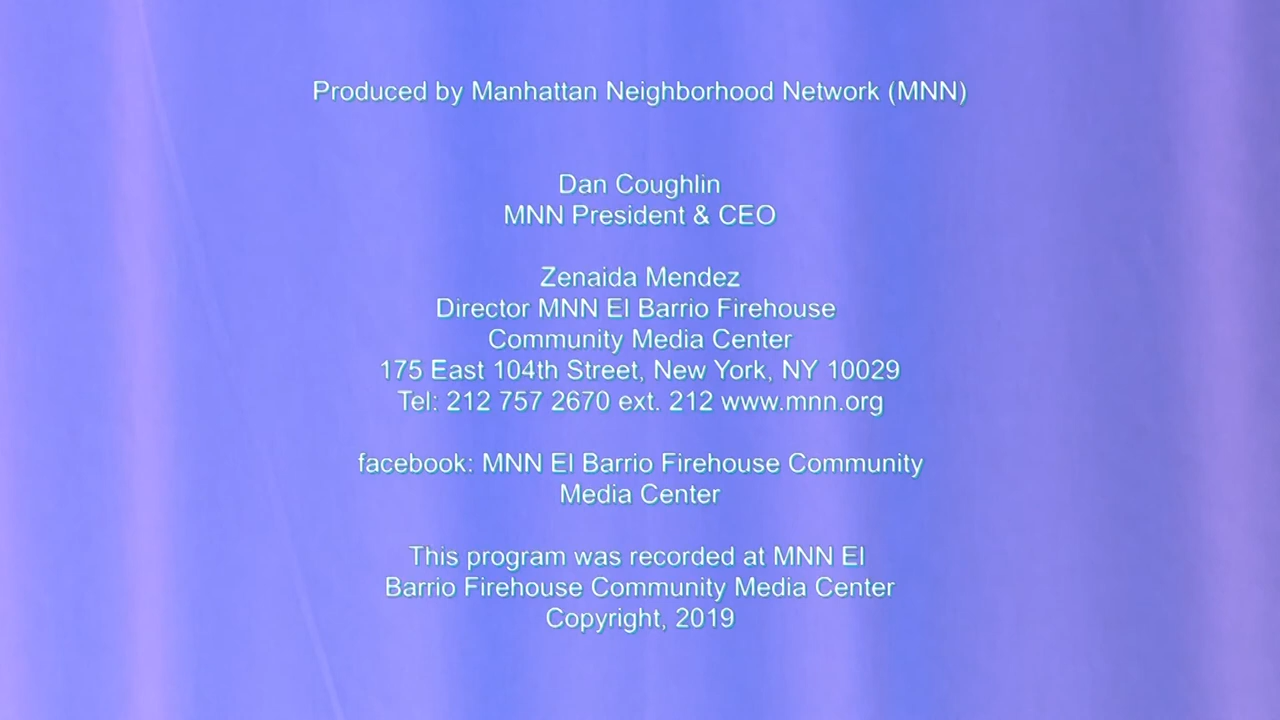 Produced by Manhattan Neighborhood Network (MNN)
Dan Coughlin
MNN President & CEO
Zenaida Mendez
Director MNN El Barrio Firehouse
Community Media Center
175 East 104th Street, New York, NY 10029
Tel: 212 757 2670 ext. 212 www.mnn.org
facebook: MNN El Barrio Firehouse Community
Media Center
This program was recorded at MNN El
Barrio Firehouse Community Media Center
Copyright, 2019